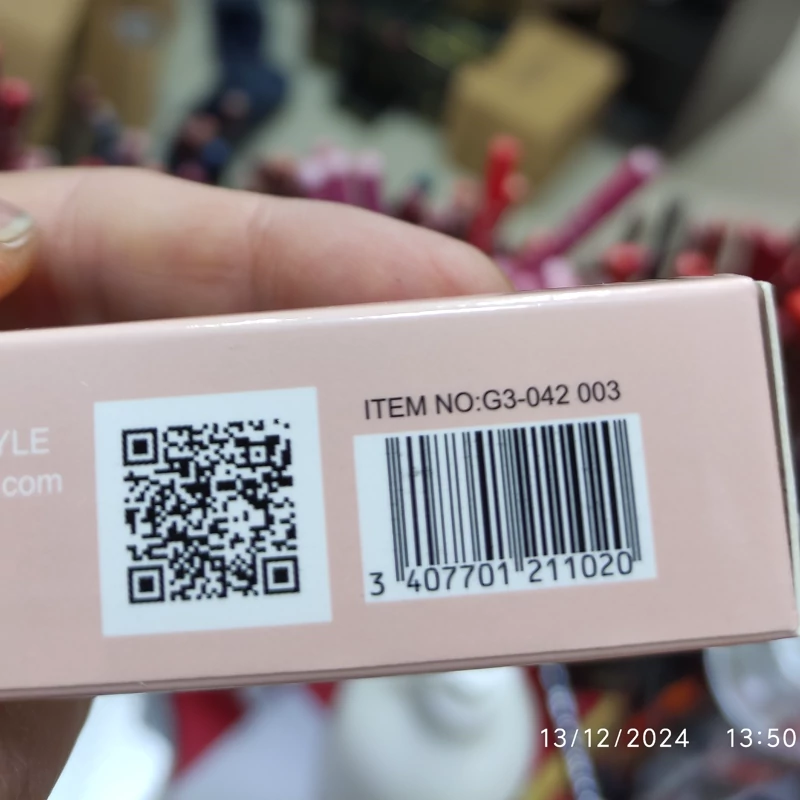 YLE
.com
ITEM NO:G3-042 003
3 407701 211020
13/12/2024 13:50